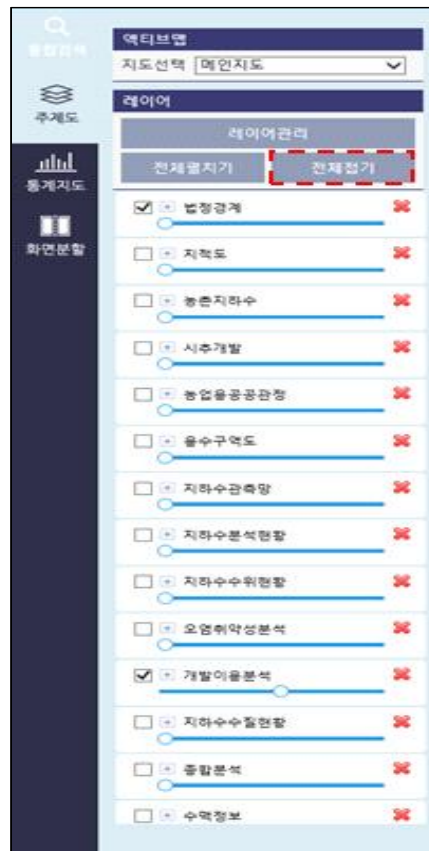 통합검색
주제도
통계지도
화면분할
액티브맵
지도선택 메인지도
레이어
레이어관리
전체펼치기 전체접기
법정경계
지적도
농촌지하수
시추개발
농업용공공관정
용수구역도
지하수관측망
지하수분석현황
지하수수위현황
오염취약성분석
개발이용분석
지하수수질현황
종합분석
수맥정보